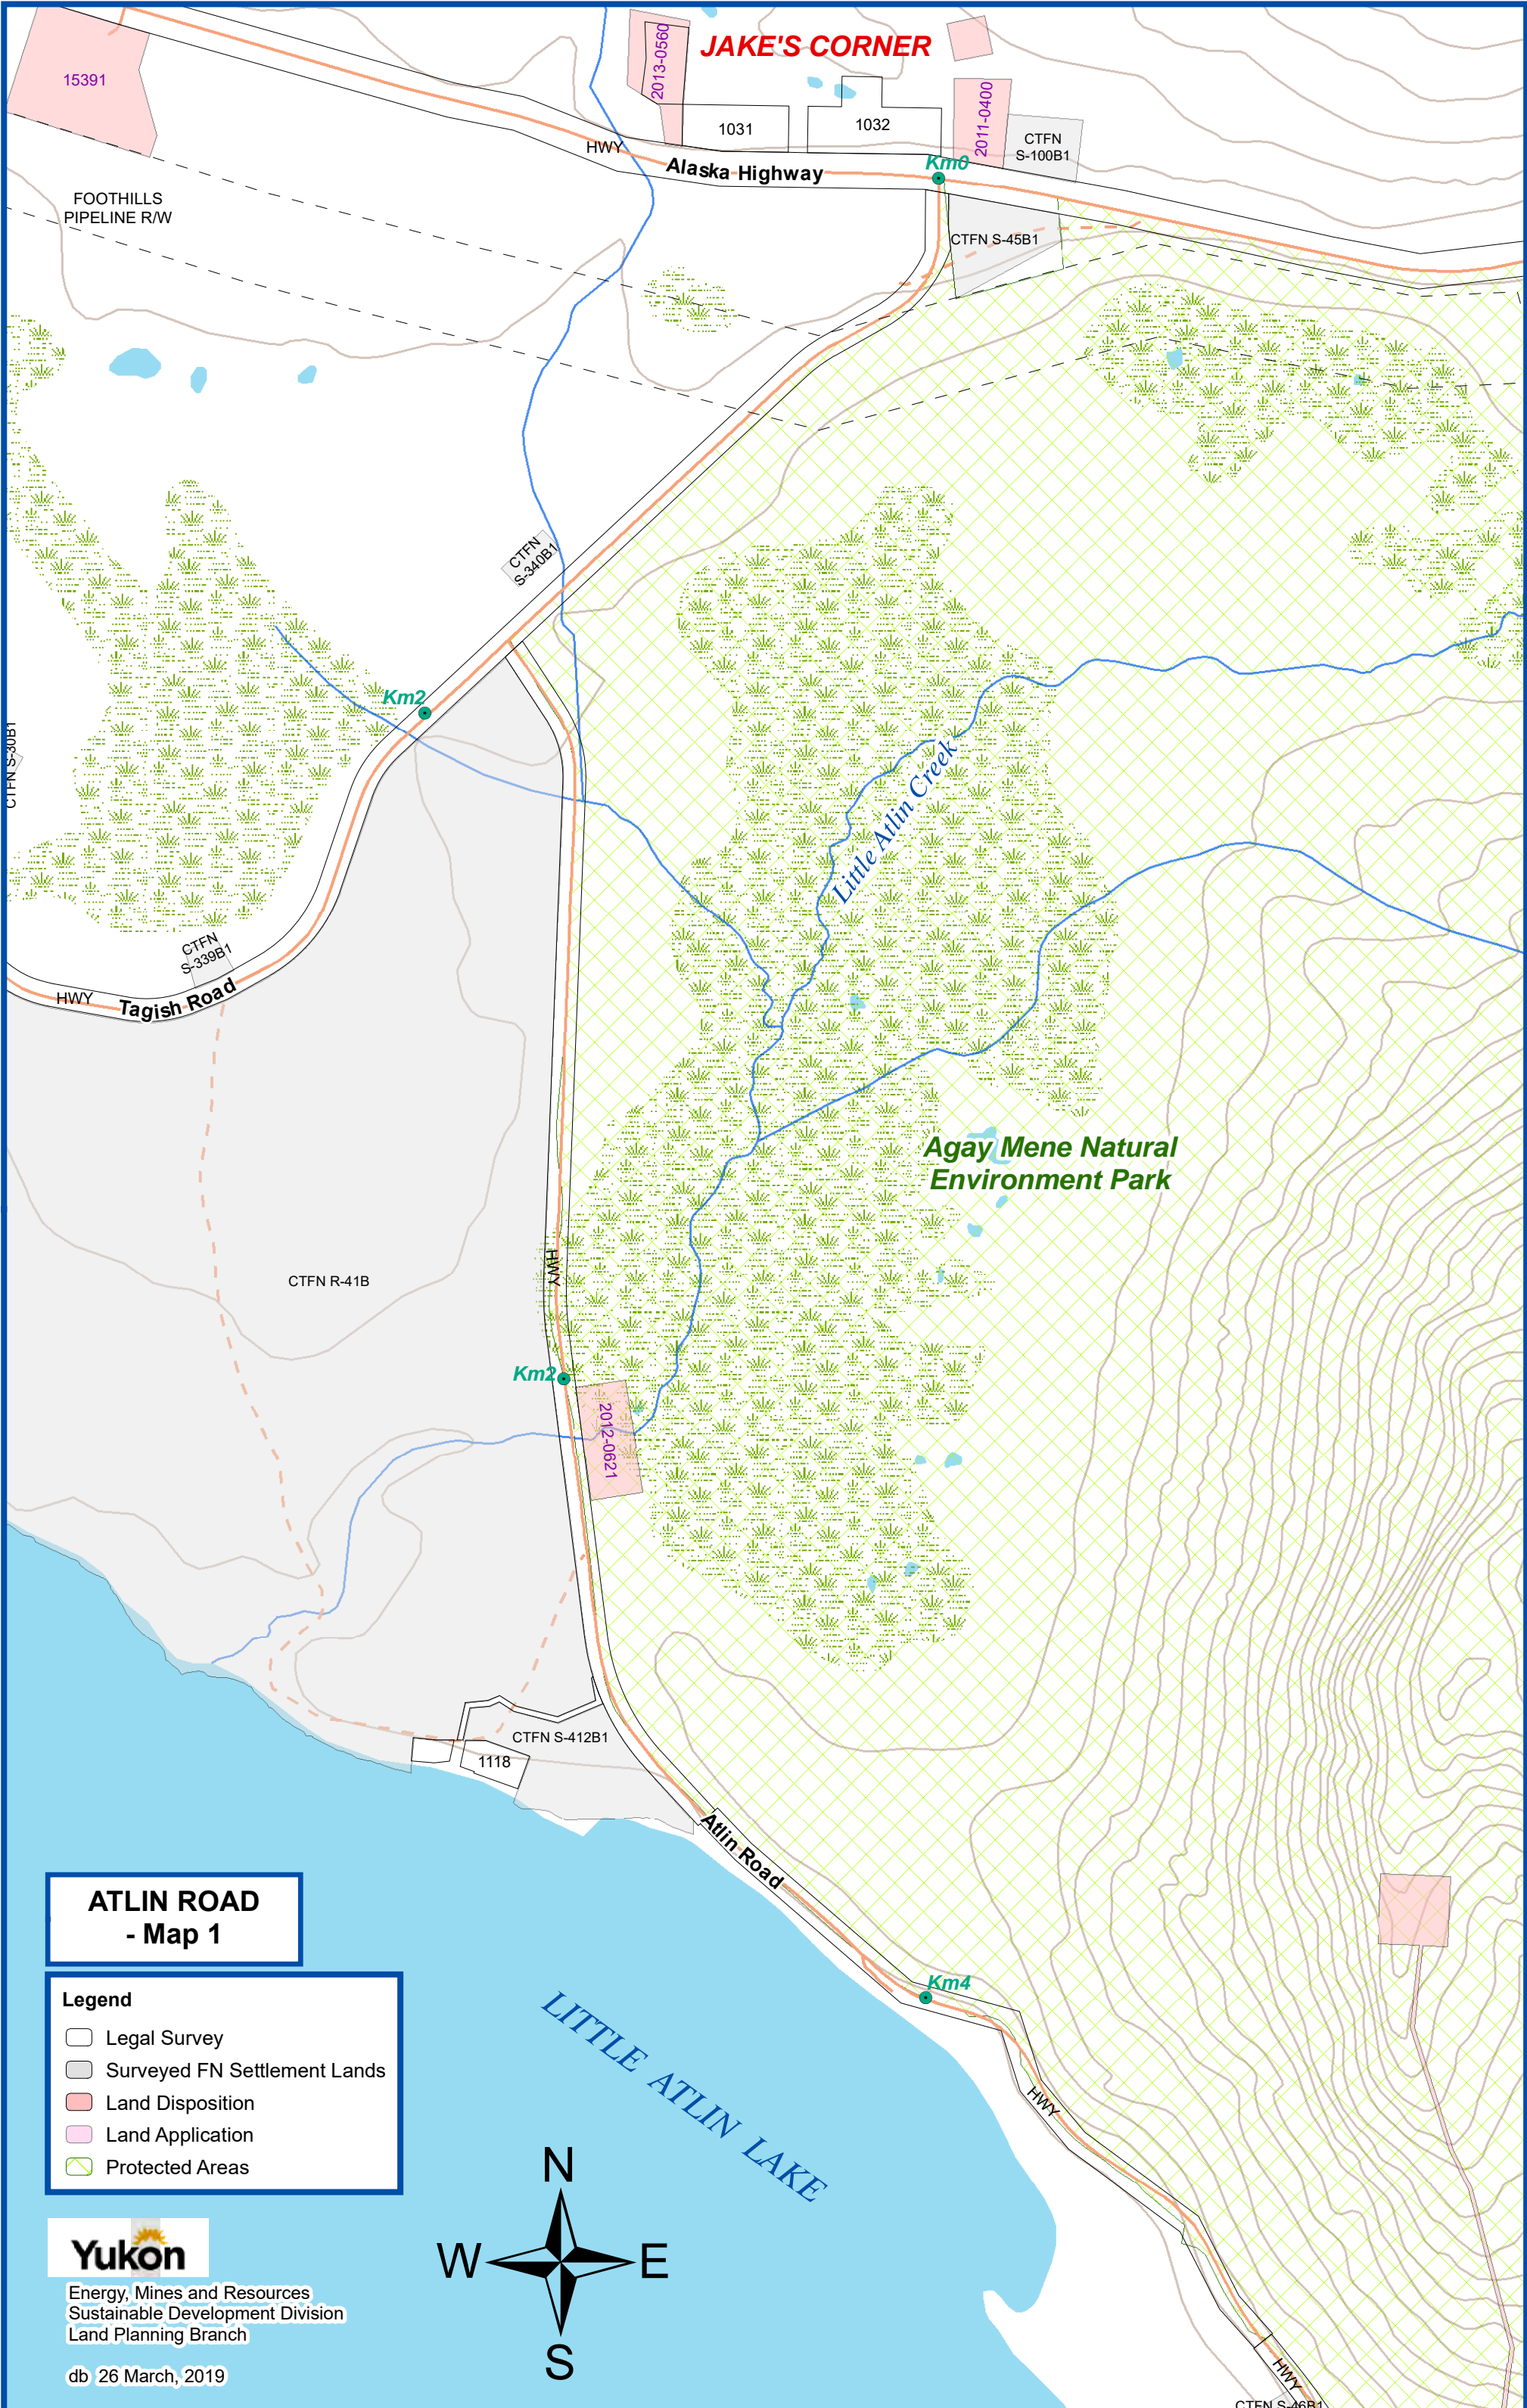 JAKE'S CORNER
15391
2013-0560
1031
1032
2011-0400
CTFN
S-100B1
HWY
Alaska Highway
Km0
FOOTHILLS
PIPELINE R/W
CTFN S-45B1
CTFN
S-340B1
Km2
CTFN S-30B1
Little Atlin Creek
CTFN
S-339B1
HWY
Tagish Road
Agay Mene Natural
Environment Park
HWY
CTFN R-41B
Km2
2012-0621
CTFN S-412B1
1118
Atlin Road
ATLIN ROAD
- Map 1
Km4
Legend
Legal Survey
Surveyed FN Settlement Lands
Land Disposition
Land Application
Protected Areas
LITTLE ATLIN LAKE
HWY
N
W
E
S
Yukon
Energy, Mines and Resources
Sustainable Development Division
Land Planning Branch
db 26 March, 2019
HWY
CTFN S-46B1